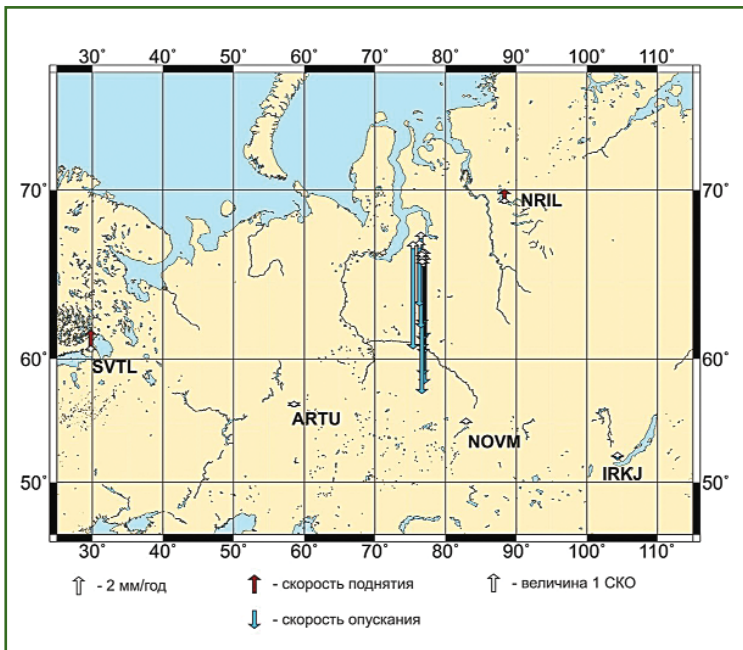 30° 40° 50° 60° 70° 80° 90° 100° 110°
70° 70°
NRIL
60° 60°
SVTL
ARTU
NOVM
IRKJ
50° 50°
30° 40° 50° 60° 70° 80° 90° 100° 110°
- 2 мм/год - скорость поднятия - величина 1 СКО
- скорость опускания